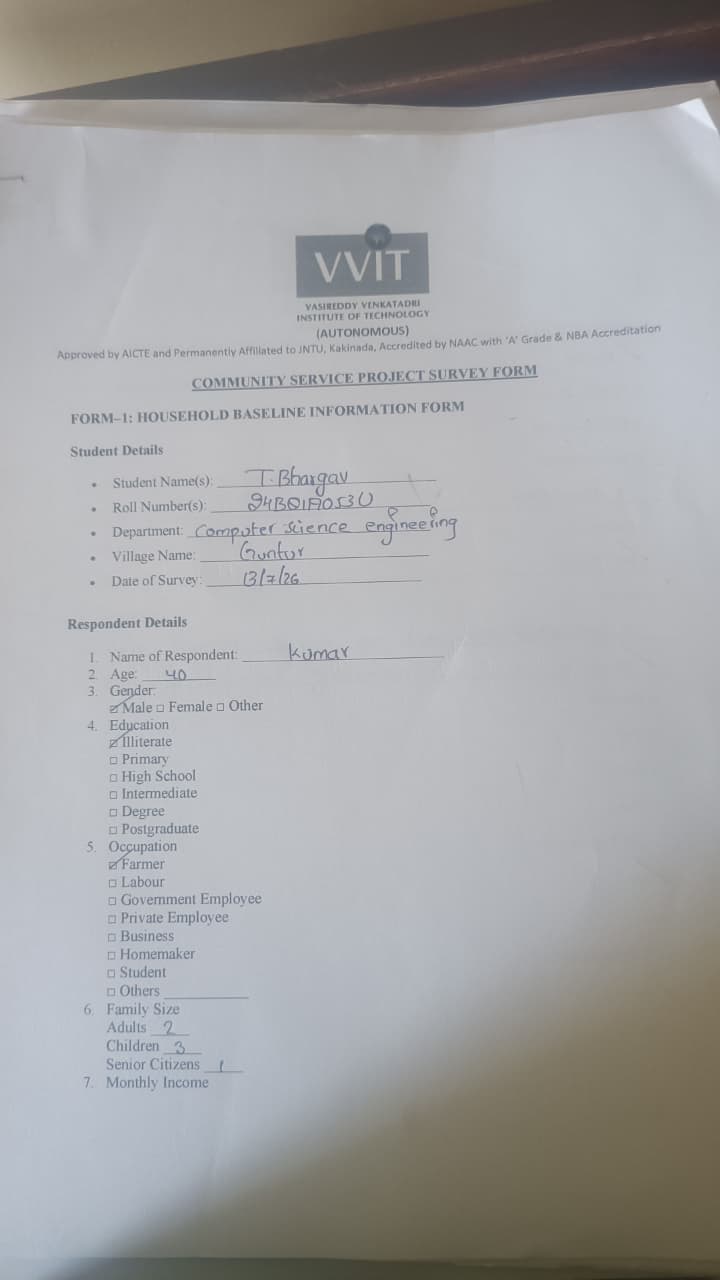 VVIT
VASIREDDY VENKATADRI
INSTITUTE OF TECHNOLOGY
(AUTONOMOUS)
Approved by AICTE and Permanently Affiliated to JNTU, Kakinada, Accredited by NAAC with 'A' Grade & NBA Accreditation
COMMUNITY SERVICE PROJECT SURVEY FORM
FORM–1: HOUSEHOLD BASELINE INFORMATION FORM
Student Details
• Student Name(s): T. Bhargav
• Roll Number(s): 24BQ1A053U
• Department: Computer science engineering
• Village Name: Guntur
• Date of Survey: 13/7/26
Respondent Details
1. Name of Respondent: Kumar
2. Age: 40
3. Gender:
☑ Male □ Female □ Other
4. Education
☑ Illiterate
□ Primary
□ High School
□ Intermediate
□ Degree
□ Postgraduate
5. Occupation
☑ Farmer
□ Labour
□ Government Employee
□ Private Employee
□ Business
□ Homemaker
□ Student
□ Others
6. Family Size
Adults 2
Children 3
Senior Citizens 1
7. Monthly Income